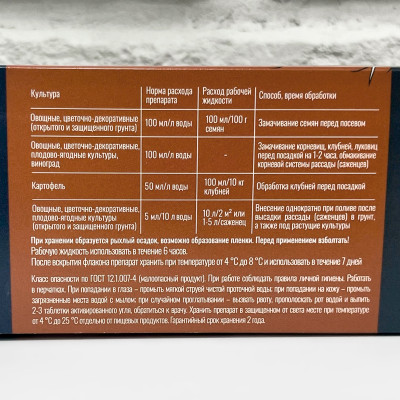 Культура Норма расхода препарата Расход рабочей жидкости Способ, время обработки
Овощные, цветочно-декоративные (открытого и защищенного грунта) 100 мл/л воды 100 мл/100 г семян Замачивание семян перед посевом
Овощные, цветочно-декоративные, плодово-ягодные культуры, виноград 100 мл/л воды - Замачивание корневищ, клубней, луковиц перед посадкой на 1-2 часа, обмакивание корневой системы рассады (саженцев)
Картофель 50 мл/л воды 100 мл/10 кг клубней Обработка клубней перед посадкой
Овощные, цветочно-декоративные, плодово-ягодные культуры (открытого и защищенного грунта) 5 мл/10 л воды 10 л/2 м² или 1-5 л/саженец Внесение однократно при поливе после высадки рассады (саженцев) в грунт, а также под растущие культуры
При хранении образуется рыхлый осадок, возможно образование пленки. Перед применением взболтать!
Рабочую жидкость использовать в течение 6 часов.
После вскрытия флакона препарат хранить при температуре от 4 °С до 8 °С и использовать в течение 7 дней
Класс опасности по ГОСТ 12.1.007-4 (малоопасный продукт). При работе соблюдать правила личной гигиены. Работать
в перчатках. При попадании в глаза – промыть мягкой струей чистой проточной воды; при попадании на кожу – промыть
загрязненные места водой с мылом; при случайном проглатывании – вызвать рвоту, прополоскать рот водой и выпить
2-3 таблетки активированного угля, обратиться к врачу. Хранить препарат в защищенном от света месте при температуре
от 4 °С до 25 °С отдельно от пищевых продуктов. Гарантийный срок хранения 2 года.